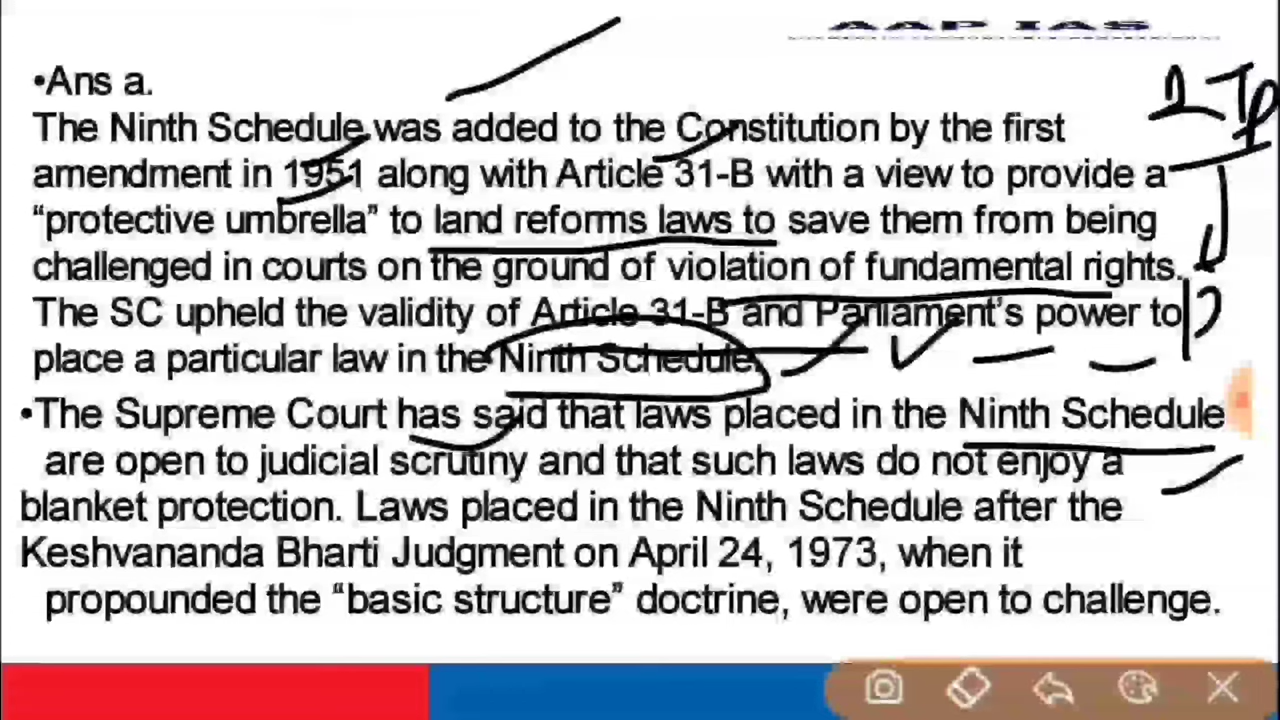 AAP IAS
•Ans a.
The Ninth Schedule was added to the Constitution by the first
amendment in 1951 along with Article 31-B with a view to provide a
“protective umbrella” to land reforms laws to save them from being
challenged in courts on the ground of violation of fundamental rights.
The SC upheld the validity of Article 31-B and Parliament’s power to
place a particular law in the Ninth Schedule.
•The Supreme Court has said that laws placed in the Ninth Schedule
are open to judicial scrutiny and that such laws do not enjoy a
blanket protection. Laws placed in the Ninth Schedule after the
Keshvananda Bharti Judgment on April 24, 1973, when it
propounded the “basic structure” doctrine, were open to challenge.